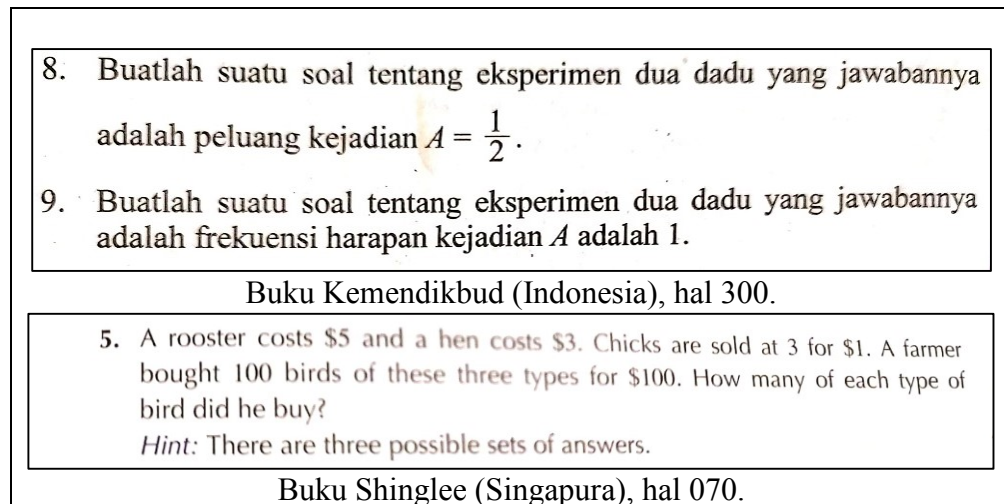 8. Buatlah suatu soal tentang eksperimen dua dadu yang jawabannya
adalah peluang kejadian A = 1/2.
9. Buatlah suatu soal tentang eksperimen dua dadu yang jawabannya
adalah frekuensi harapan kejadian A adalah 1.
Buku Kemendikbud (Indonesia), hal 300.
5. A rooster costs $5 and a hen costs $3. Chicks are sold at 3 for $1. A farmer
bought 100 birds of these three types for $100. How many of each type of
bird did he buy?
Hint: There are three possible sets of answers.
Buku Shinglee (Singapura), hal 070.